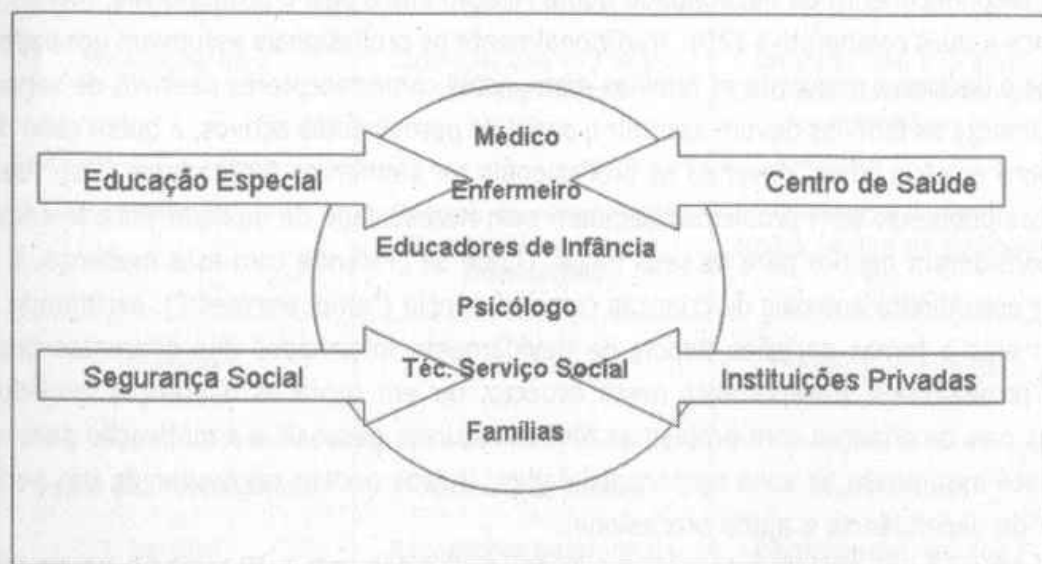 Médico
Educação Especial
Enfermeiro
Centro de Saúde
Educadores de Infância
Psicólogo
Segurança Social
Téc. Serviço Social
Instituições Privadas
Famílias